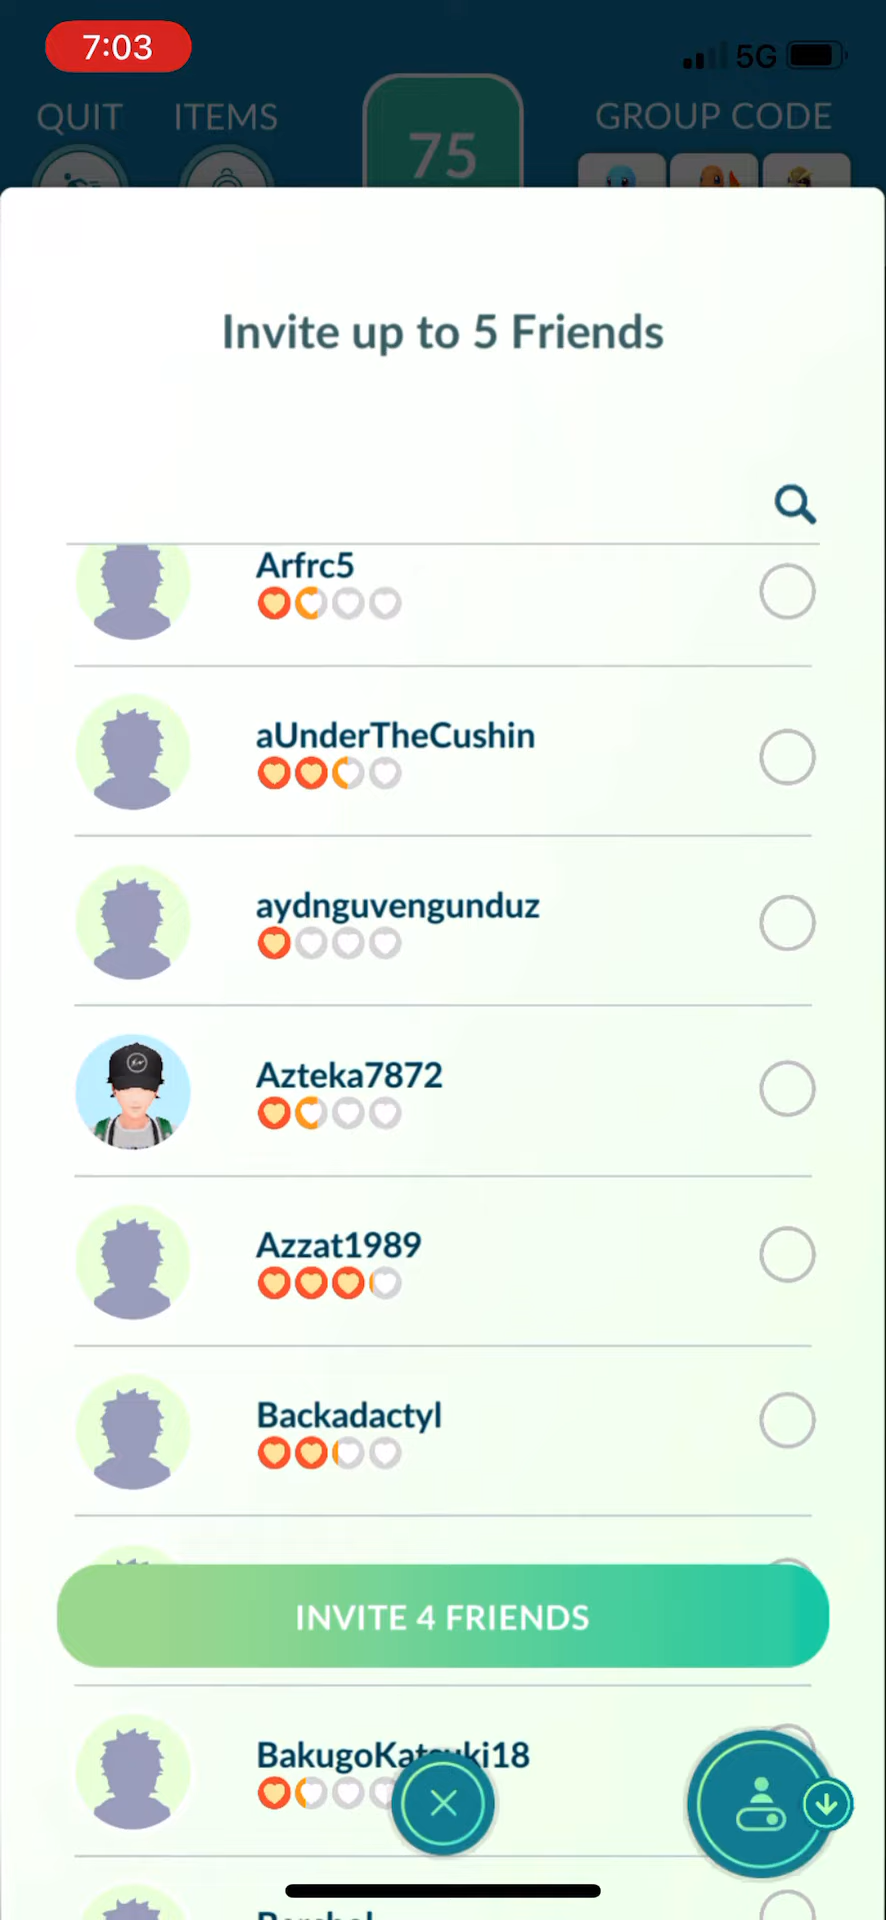 7:03
5G
QUIT
ITEMS
75
GROUP CODE
Invite up to 5 Friends
Arfrc5
aUnderTheCushin
aydnguvengunduz
Azteka7872
Azzat1989
Backadactyl
INVITE 4 FRIENDS
BakugoKatsuki18